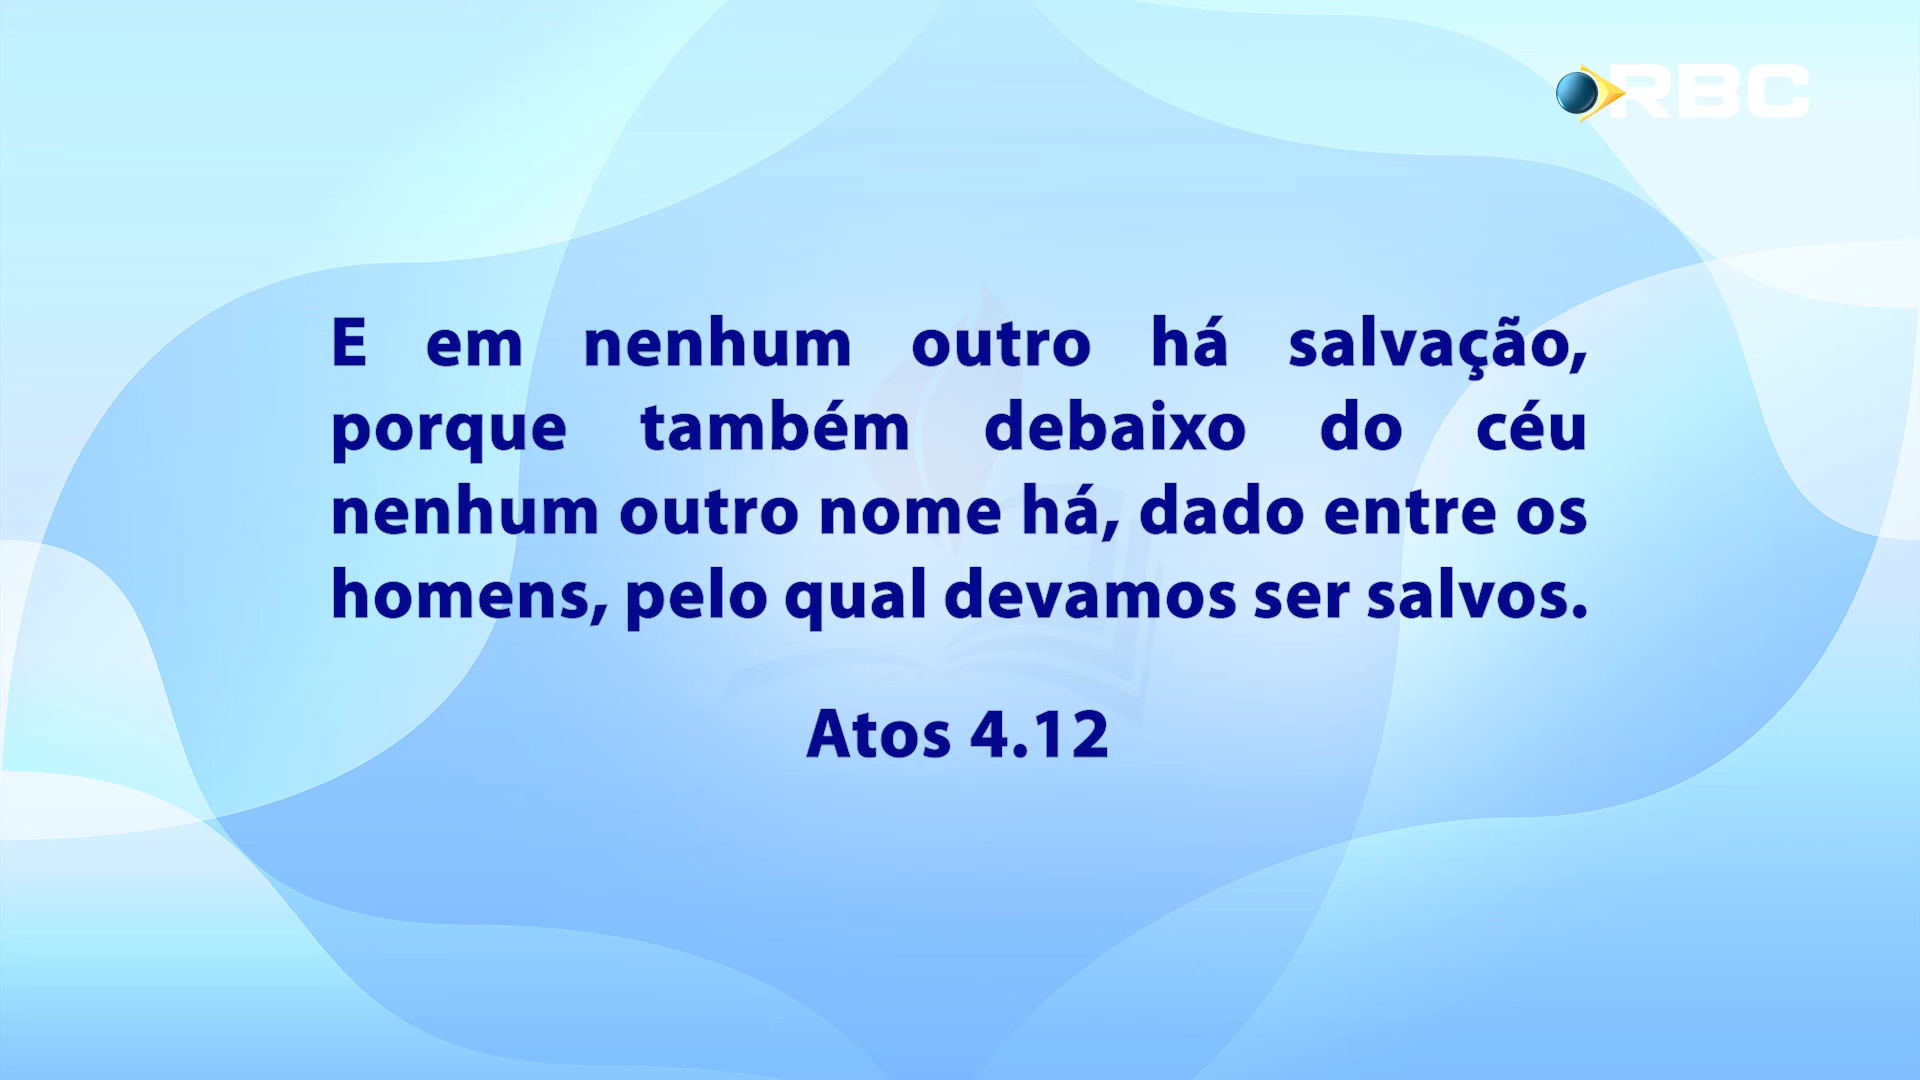 RBC
E em nenhum outro há salvação,
porque também debaixo do céu
nenhum outro nome há, dado entre os
homens, pelo qual devamos ser salvos.
Atos 4.12